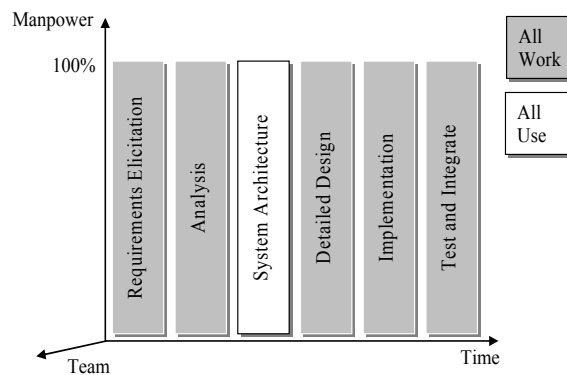 Manpower
100%
Requirements Elicitation
Analysis
System Architecture
Detailed Design
Implementation
Test and Integrate
All
Work
All
Use
Team
Time